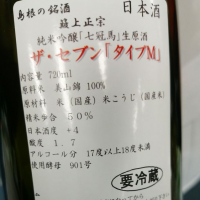 島根の銘酒
日本酒
簸上正宗
純米吟醸「七冠馬」生原酒
ザ・セブン「タイプM」
内容量 720ml
原料米 美山錦 100%
原材料 米(国産)米こうじ(国産米)
精米歩合 50%
日本酒度 +4
酸度 1.7
アルコール分 17度以上18度未満
使用酵母 901号
要冷蔵